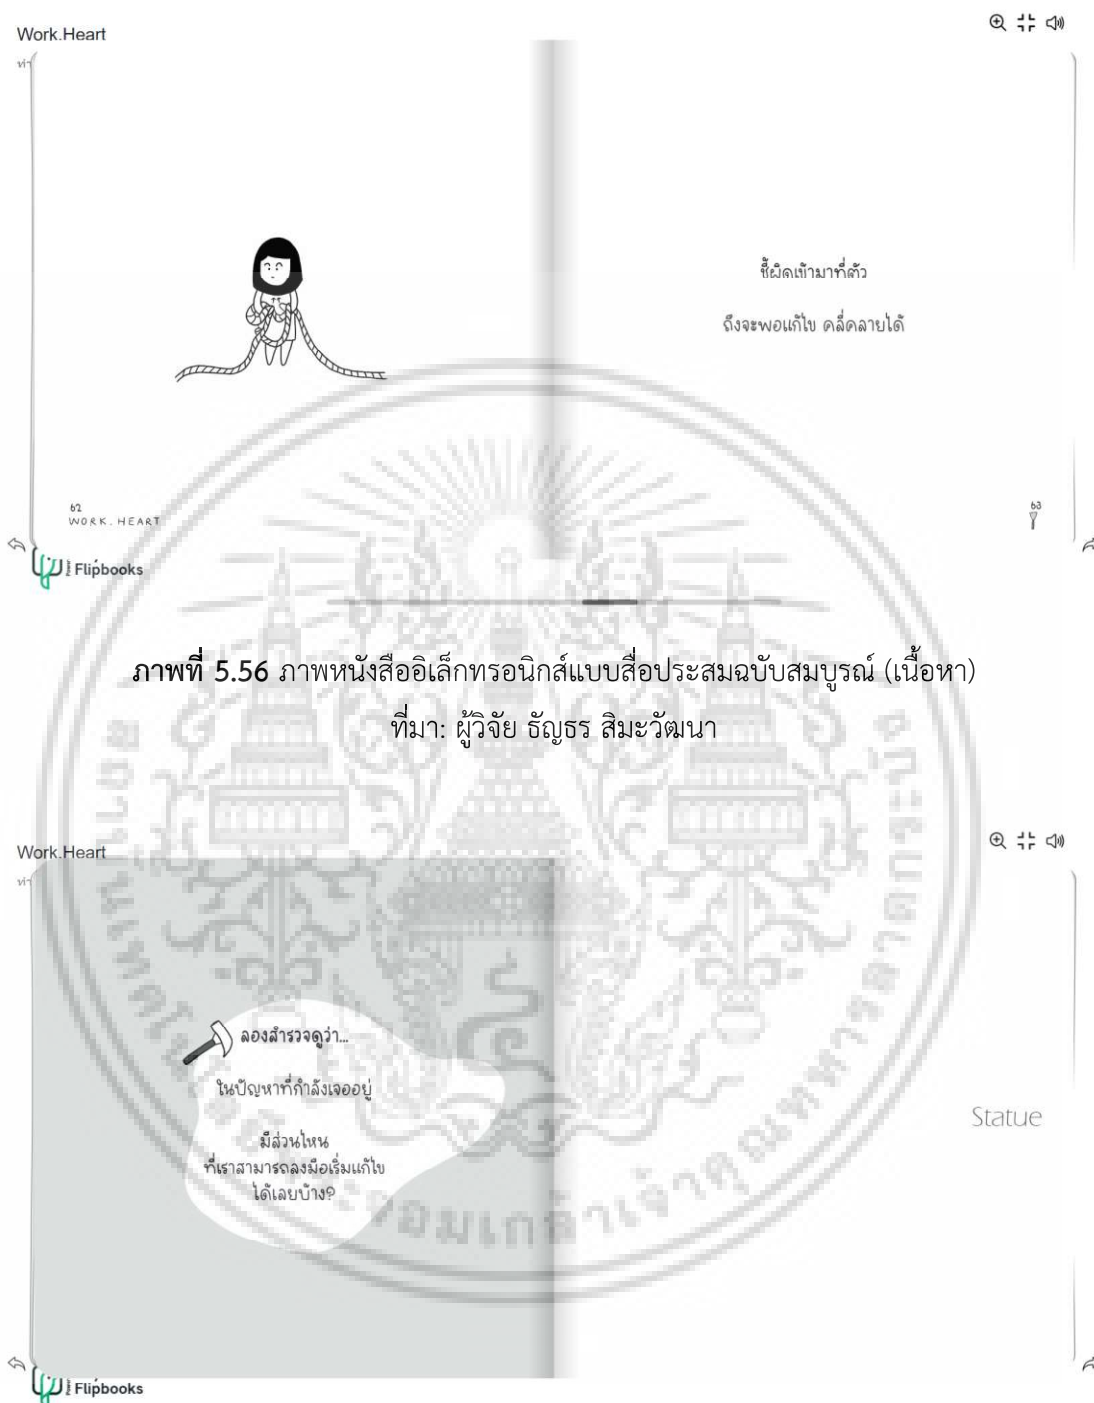 Work.Heart
ท่า
ชี้ผิดเข้ามาที่ตัว
ถึงจะพอแก้ไข คลี่คลายได้
62
WORK. HEART
63
Flipbooks
ภาพที่ 5.56 ภาพหนังสืออิเล็กทรอนิกส์แบบสื่อประสมฉบับสมบูรณ์ (เนื้อหา)
ที่มา: ผู้วิจัย ธัญธร สิมะวัฒนา
Work.Heart
ท่า
ลองสำรวจดูว่า...
ในปัญหาที่กำลังเจออยู่
มีส่วนไหน
ที่เราสามารถลงมือเริ่มแก้ไข
ได้เลยบ้าง?
Statue
Flipbooks